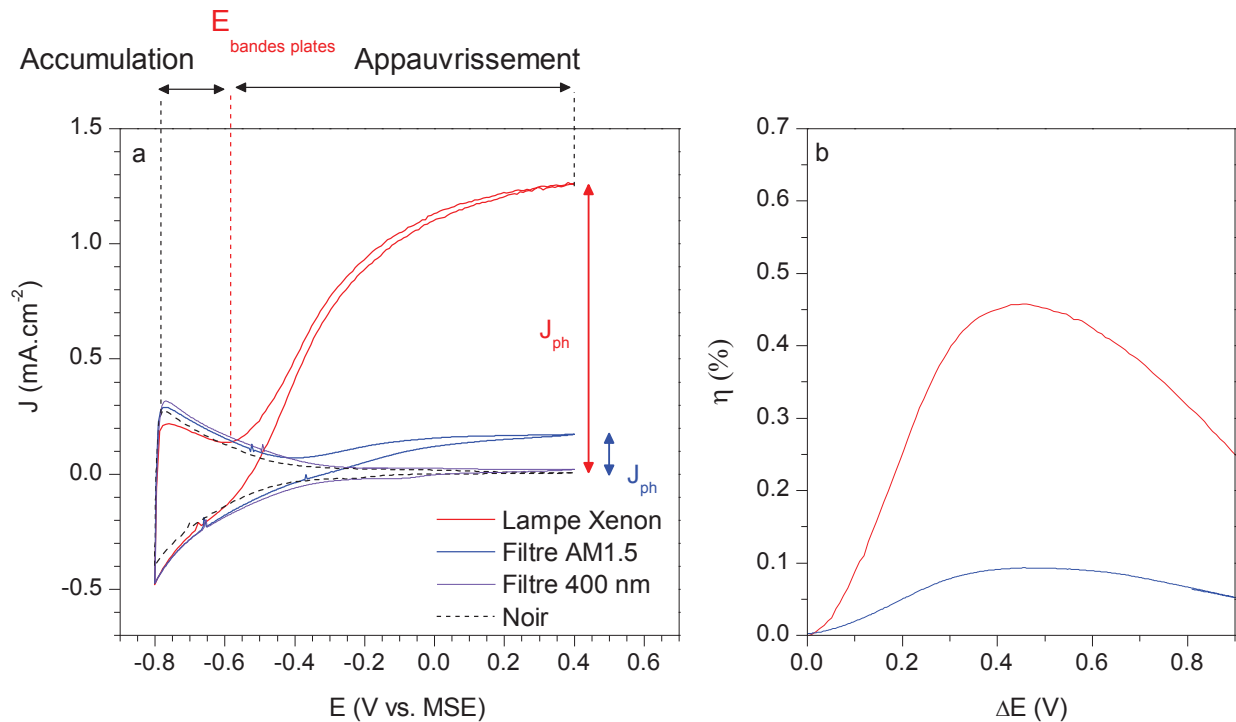 E bandes plates
Accumulation
Appauvrissement
a
1.5
1.0
0.5
0.0
-0.5
J (mA.cm-2)
Jph
Jph
Lampe Xenon
Filtre AM1.5
Filtre 400 nm
Noir
-0.8 -0.6 -0.4 -0.2 0.0 0.2 0.4 0.6
E (V vs. MSE)
b
0.7
0.6
0.5
0.4
0.3
0.2
0.1
0.0
η (%)
0.0 0.2 0.4 0.6 0.8
ΔE (V)